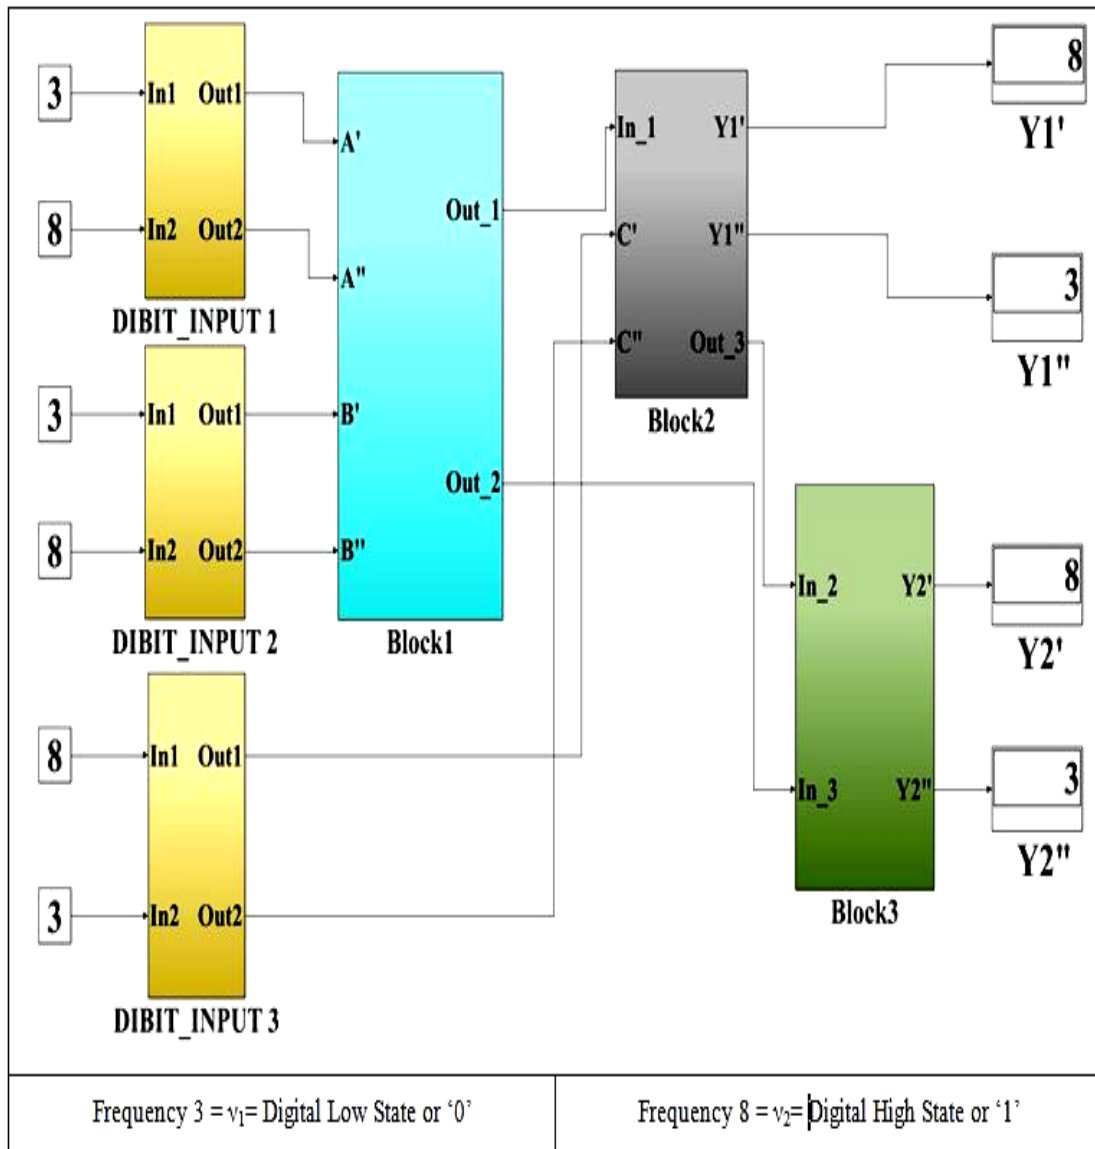 3
In1 Out1
8
In2 Out2
DIBIT_INPUT 1
3
In1 Out1
8
In2 Out2
DIBIT_INPUT 2
8
In1 Out1
3
In2 Out2
DIBIT_INPUT 3
A'
A"
B'
B"
Out_1
Out_2
Block1
In_1 Y1'
C' Y1"
C" Out_3
Block2
In_2 Y2'
In_3 Y2"
Block3
8
Y1'
3
Y1"
8
Y2'
3
Y2"
Frequency 3 = ν₁= Digital Low State or ‘0’
Frequency 8 = ν₂= Digital High State or ‘1’